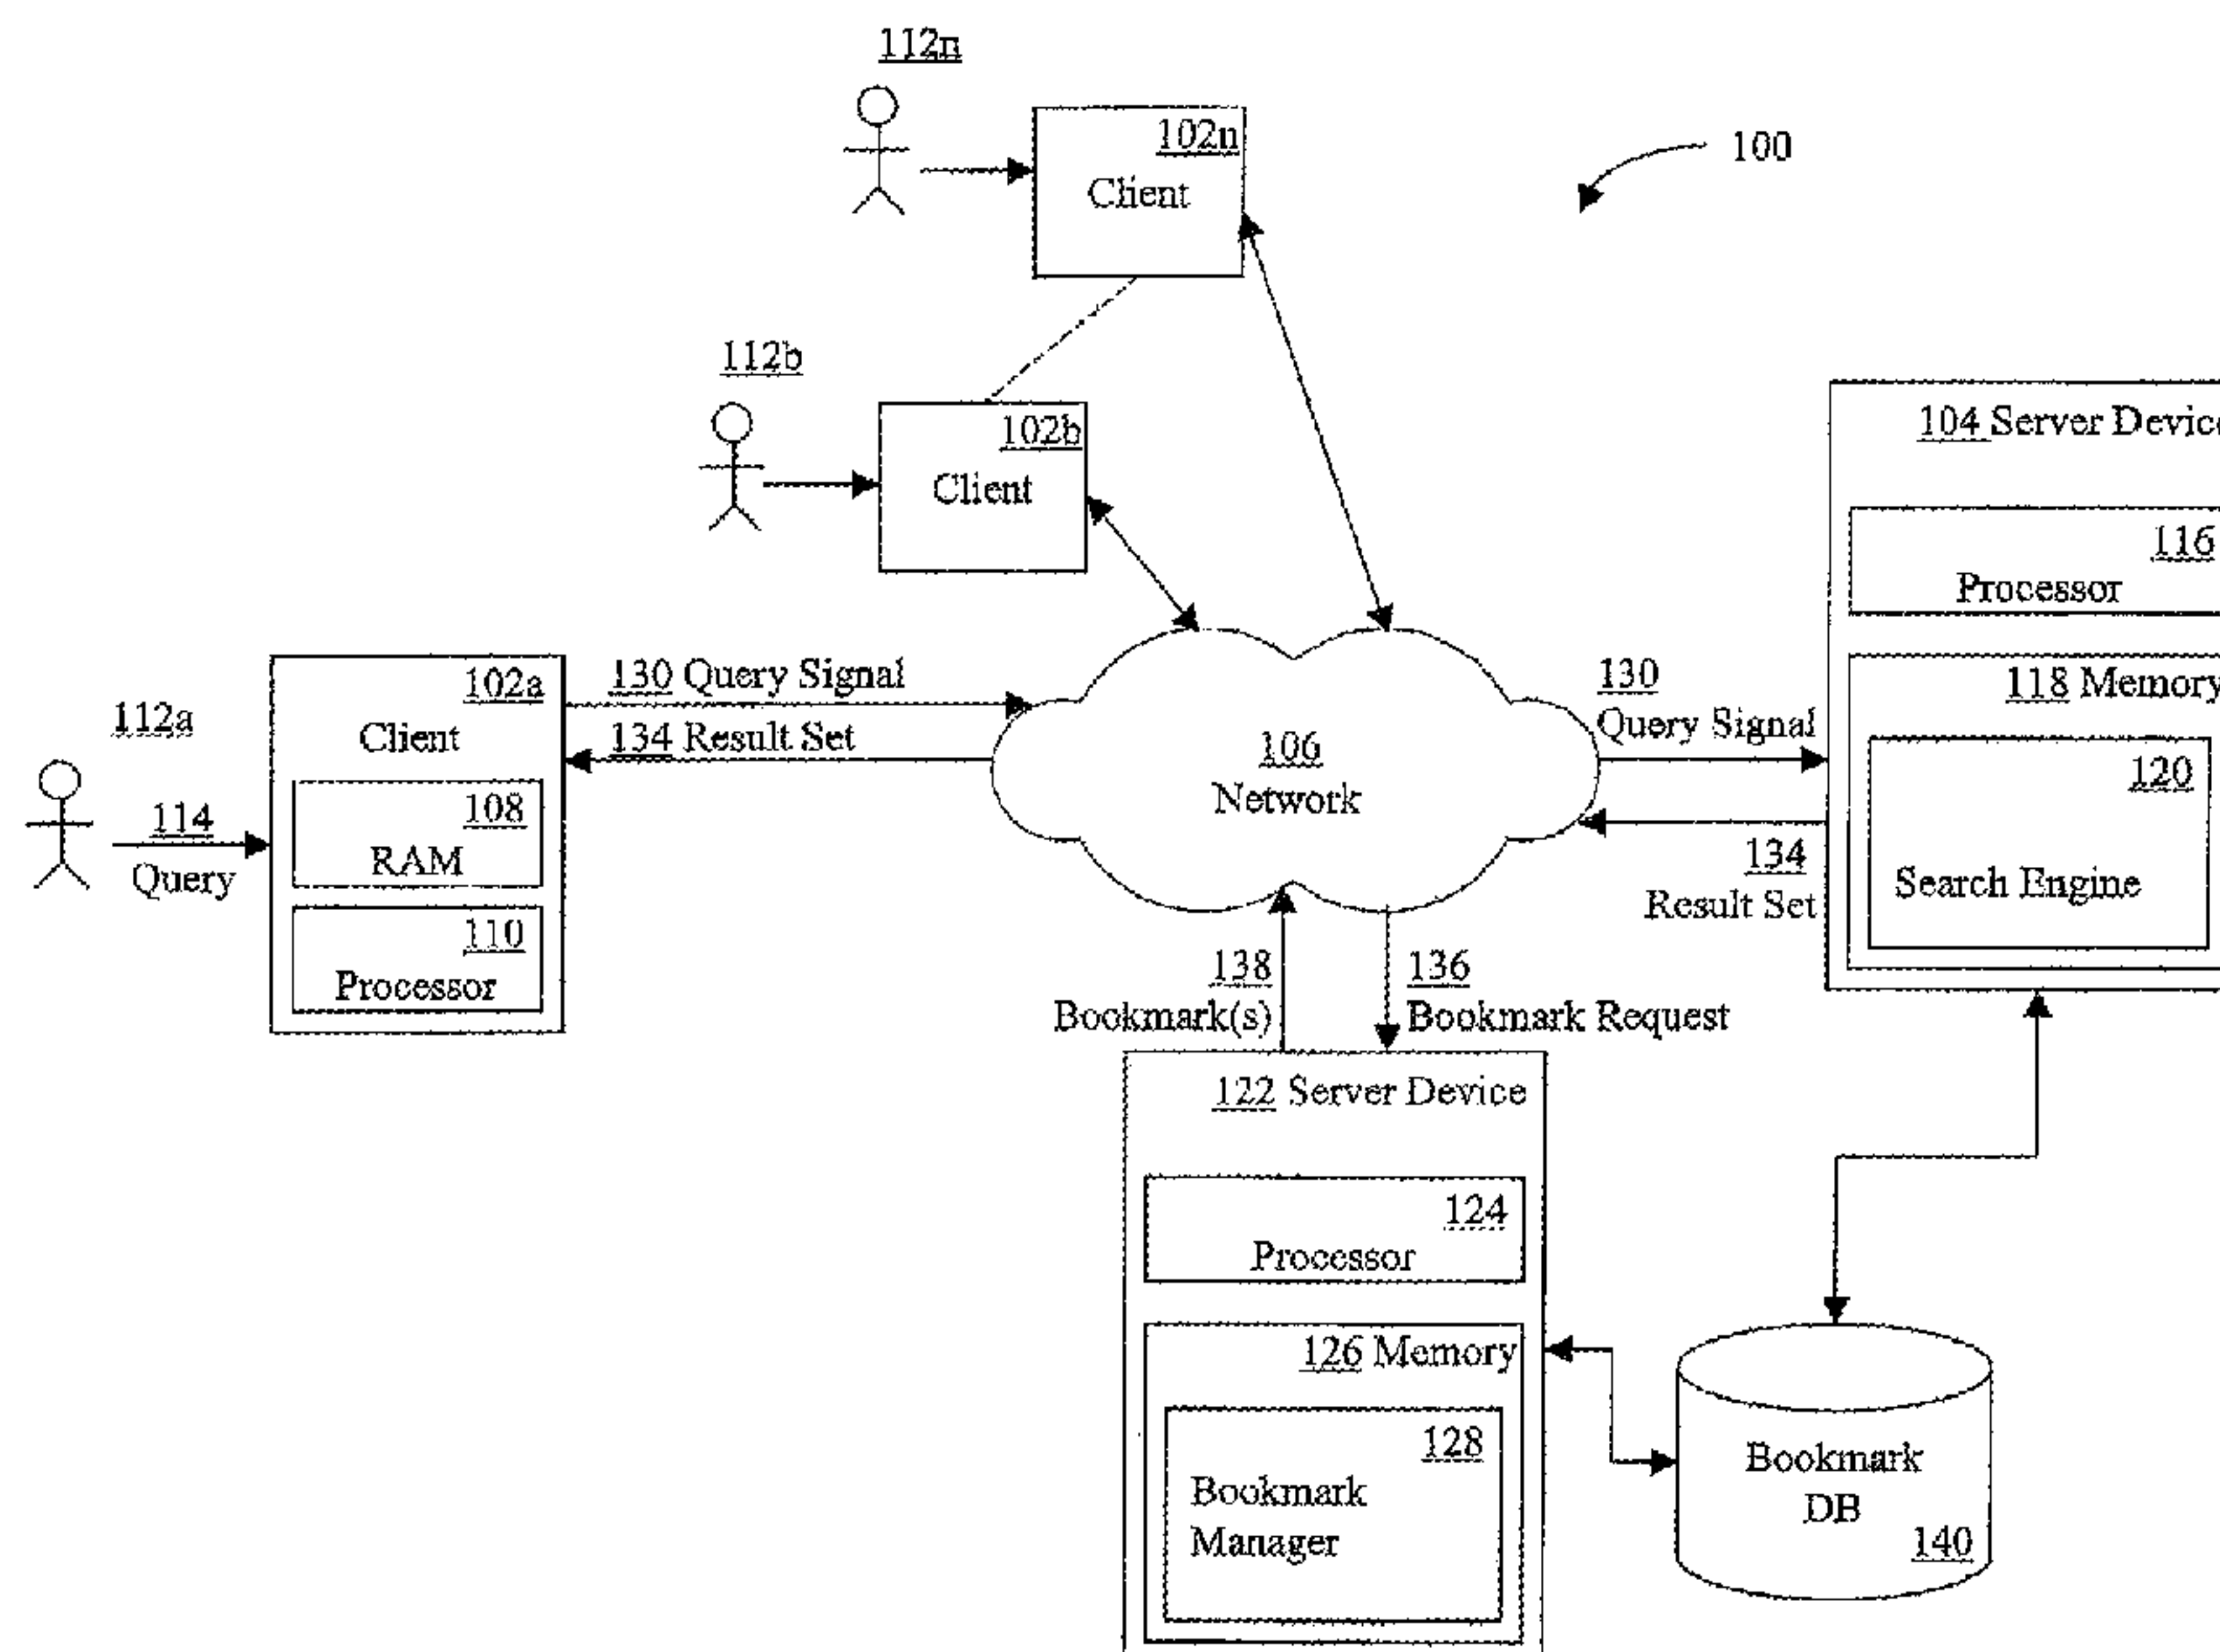 112n
102n
Client
100
112b
102b
Client
104 Server Device
116
Processor
118 Memory
120
Search Engine
112a
114
Query
102a
Client
108
RAM
110
Processor
130 Query Signal
134 Result Set
106
Network
130
Query Signal
134
Result Set
138
Bookmark(s)
136
Bookmark Request
122 Server Device
124
Processor
126 Memory
128
Bookmark
Manager
Bookmark
DB
140